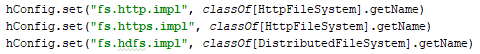 hConfig.set("fs.http.impl", classOf[HttpFileSystem].getName)
hConfig.set("fs.https.impl", classOf[HttpFileSystem].getName)
hConfig.set("fs.hdfs.impl", classOf[DistributedFileSystem].getName)